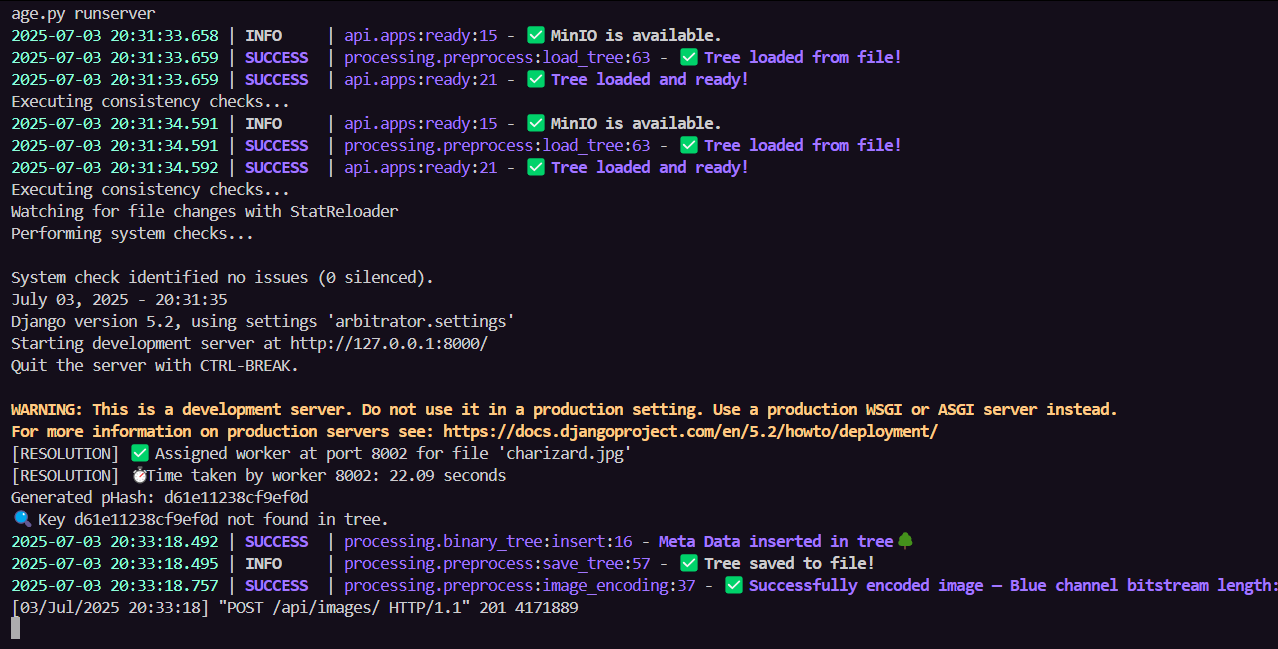 age.py runserver
2025-07-03 20:31:33.658 | INFO     | api.apps:ready:15 - ✅ MinIO is available.
2025-07-03 20:31:33.659 | SUCCESS  | processing.preprocess:load_tree:63 - ✅ Tree loaded from file!
2025-07-03 20:31:33.659 | SUCCESS  | api.apps:ready:21 - ✅ Tree loaded and ready!
Executing consistency checks...
2025-07-03 20:31:34.591 | INFO     | api.apps:ready:15 - ✅ MinIO is available.
2025-07-03 20:31:34.591 | SUCCESS  | processing.preprocess:load_tree:63 - ✅ Tree loaded from file!
2025-07-03 20:31:34.592 | SUCCESS  | api.apps:ready:21 - ✅ Tree loaded and ready!
Executing consistency checks...
Watching for file changes with StatReloader
Performing system checks...

System check identified no issues (0 silenced).
July 03, 2025 - 20:31:35
Django version 5.2, using settings 'arbitrator.settings'
Starting development server at http://127.0.0.1:8000/
Quit the server with CTRL-BREAK.

WARNING: This is a development server. Do not use it in a production setting. Use a production WSGI or ASGI server instead.
For more information on production servers see: https://docs.djangoproject.com/en/5.2/howto/deployment/
[RESOLUTION] ✅ Assigned worker at port 8002 for file 'charizard.jpg'
[RESOLUTION] ⏱️Time taken by worker 8002: 22.09 seconds
Generated pHash: d61e11238cf9ef0d
🔍 Key d61e11238cf9ef0d not found in tree.
2025-07-03 20:33:18.492 | SUCCESS  | processing.binary_tree:insert:16 - Meta Data inserted in tree🌳
2025-07-03 20:33:18.495 | INFO     | processing.preprocess:save_tree:57 - ✅ Tree saved to file!
2025-07-03 20:33:18.757 | SUCCESS  | processing.preprocess:image_encoding:37 - ✅ Successfully encoded image — Blue channel bitstream length:
[03/Jul/2025 20:33:18] "POST /api/images/ HTTP/1.1" 201 4171889